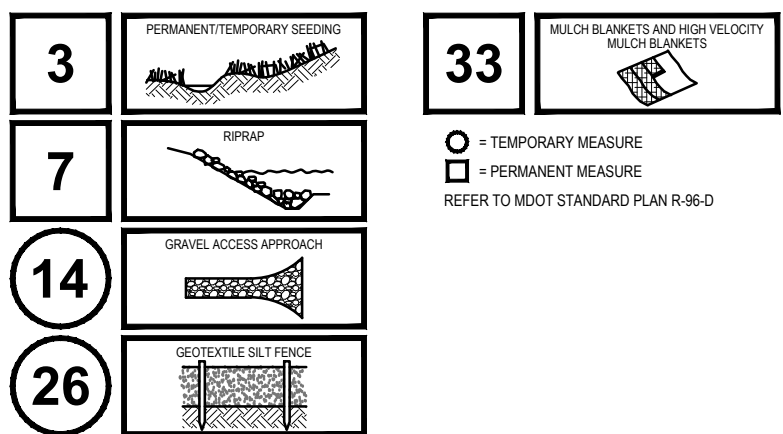 3
PERMANENT/TEMPORARY SEEDING
7
RIPRAP
14
GRAVEL ACCESS APPROACH
26
GEOTEXTILE SILT FENCE
33
MULCH BLANKETS AND HIGH VELOCITY
MULCH BLANKETS
= TEMPORARY MEASURE
= PERMANENT MEASURE
REFER TO MDOT STANDARD PLAN R-96-D